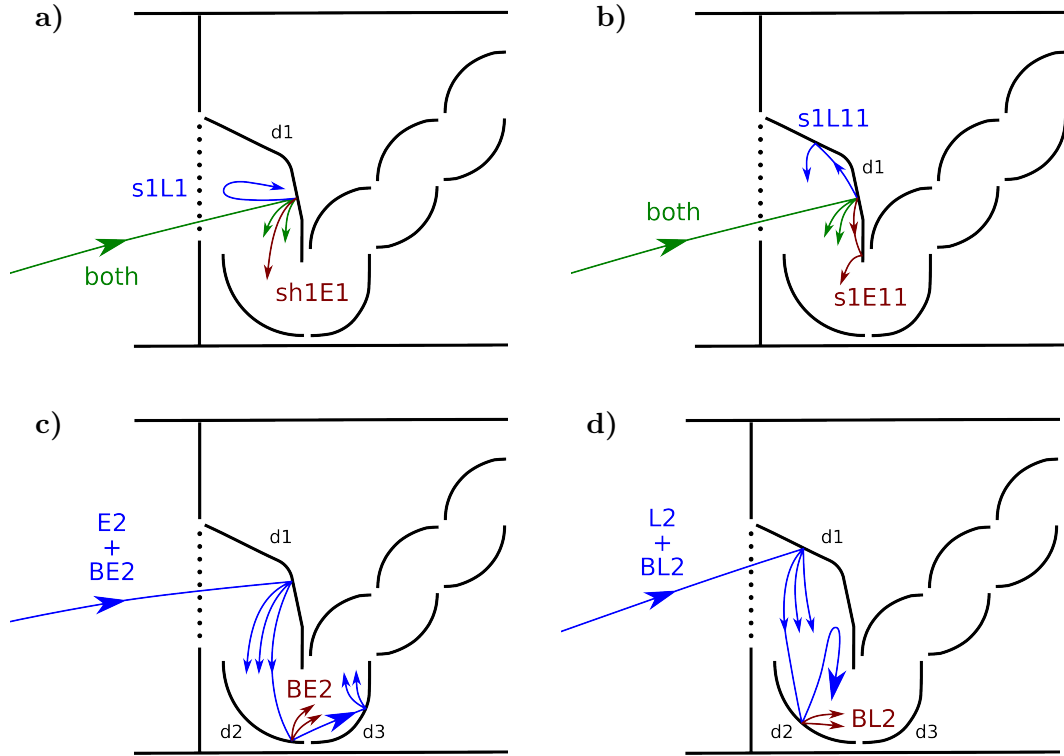 a)
d1
s1L1
both
sh1E1
b)
s1L11
d1
both
s1E11
c)
E2
+
BE2
d1
BE2
d2
d3
d)
L2
+
BL2
d1
BL2
d2
d3